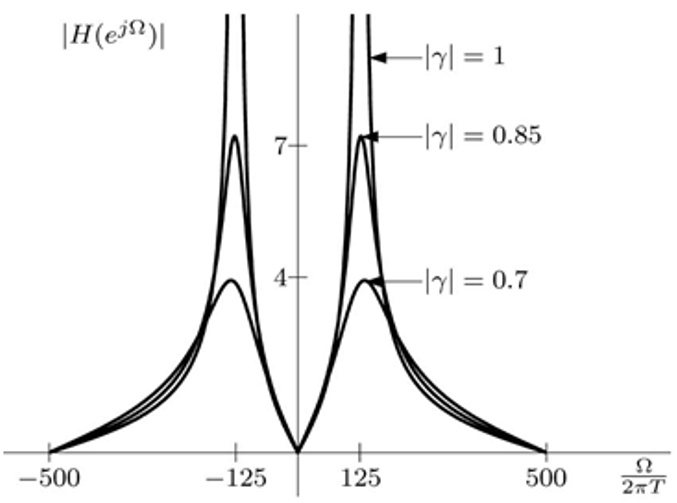 |H(e^{jΩ})|
|γ| = 1
7
|γ| = 0.85
4
|γ| = 0.7
−500 −125 125 500 Ω/2πT